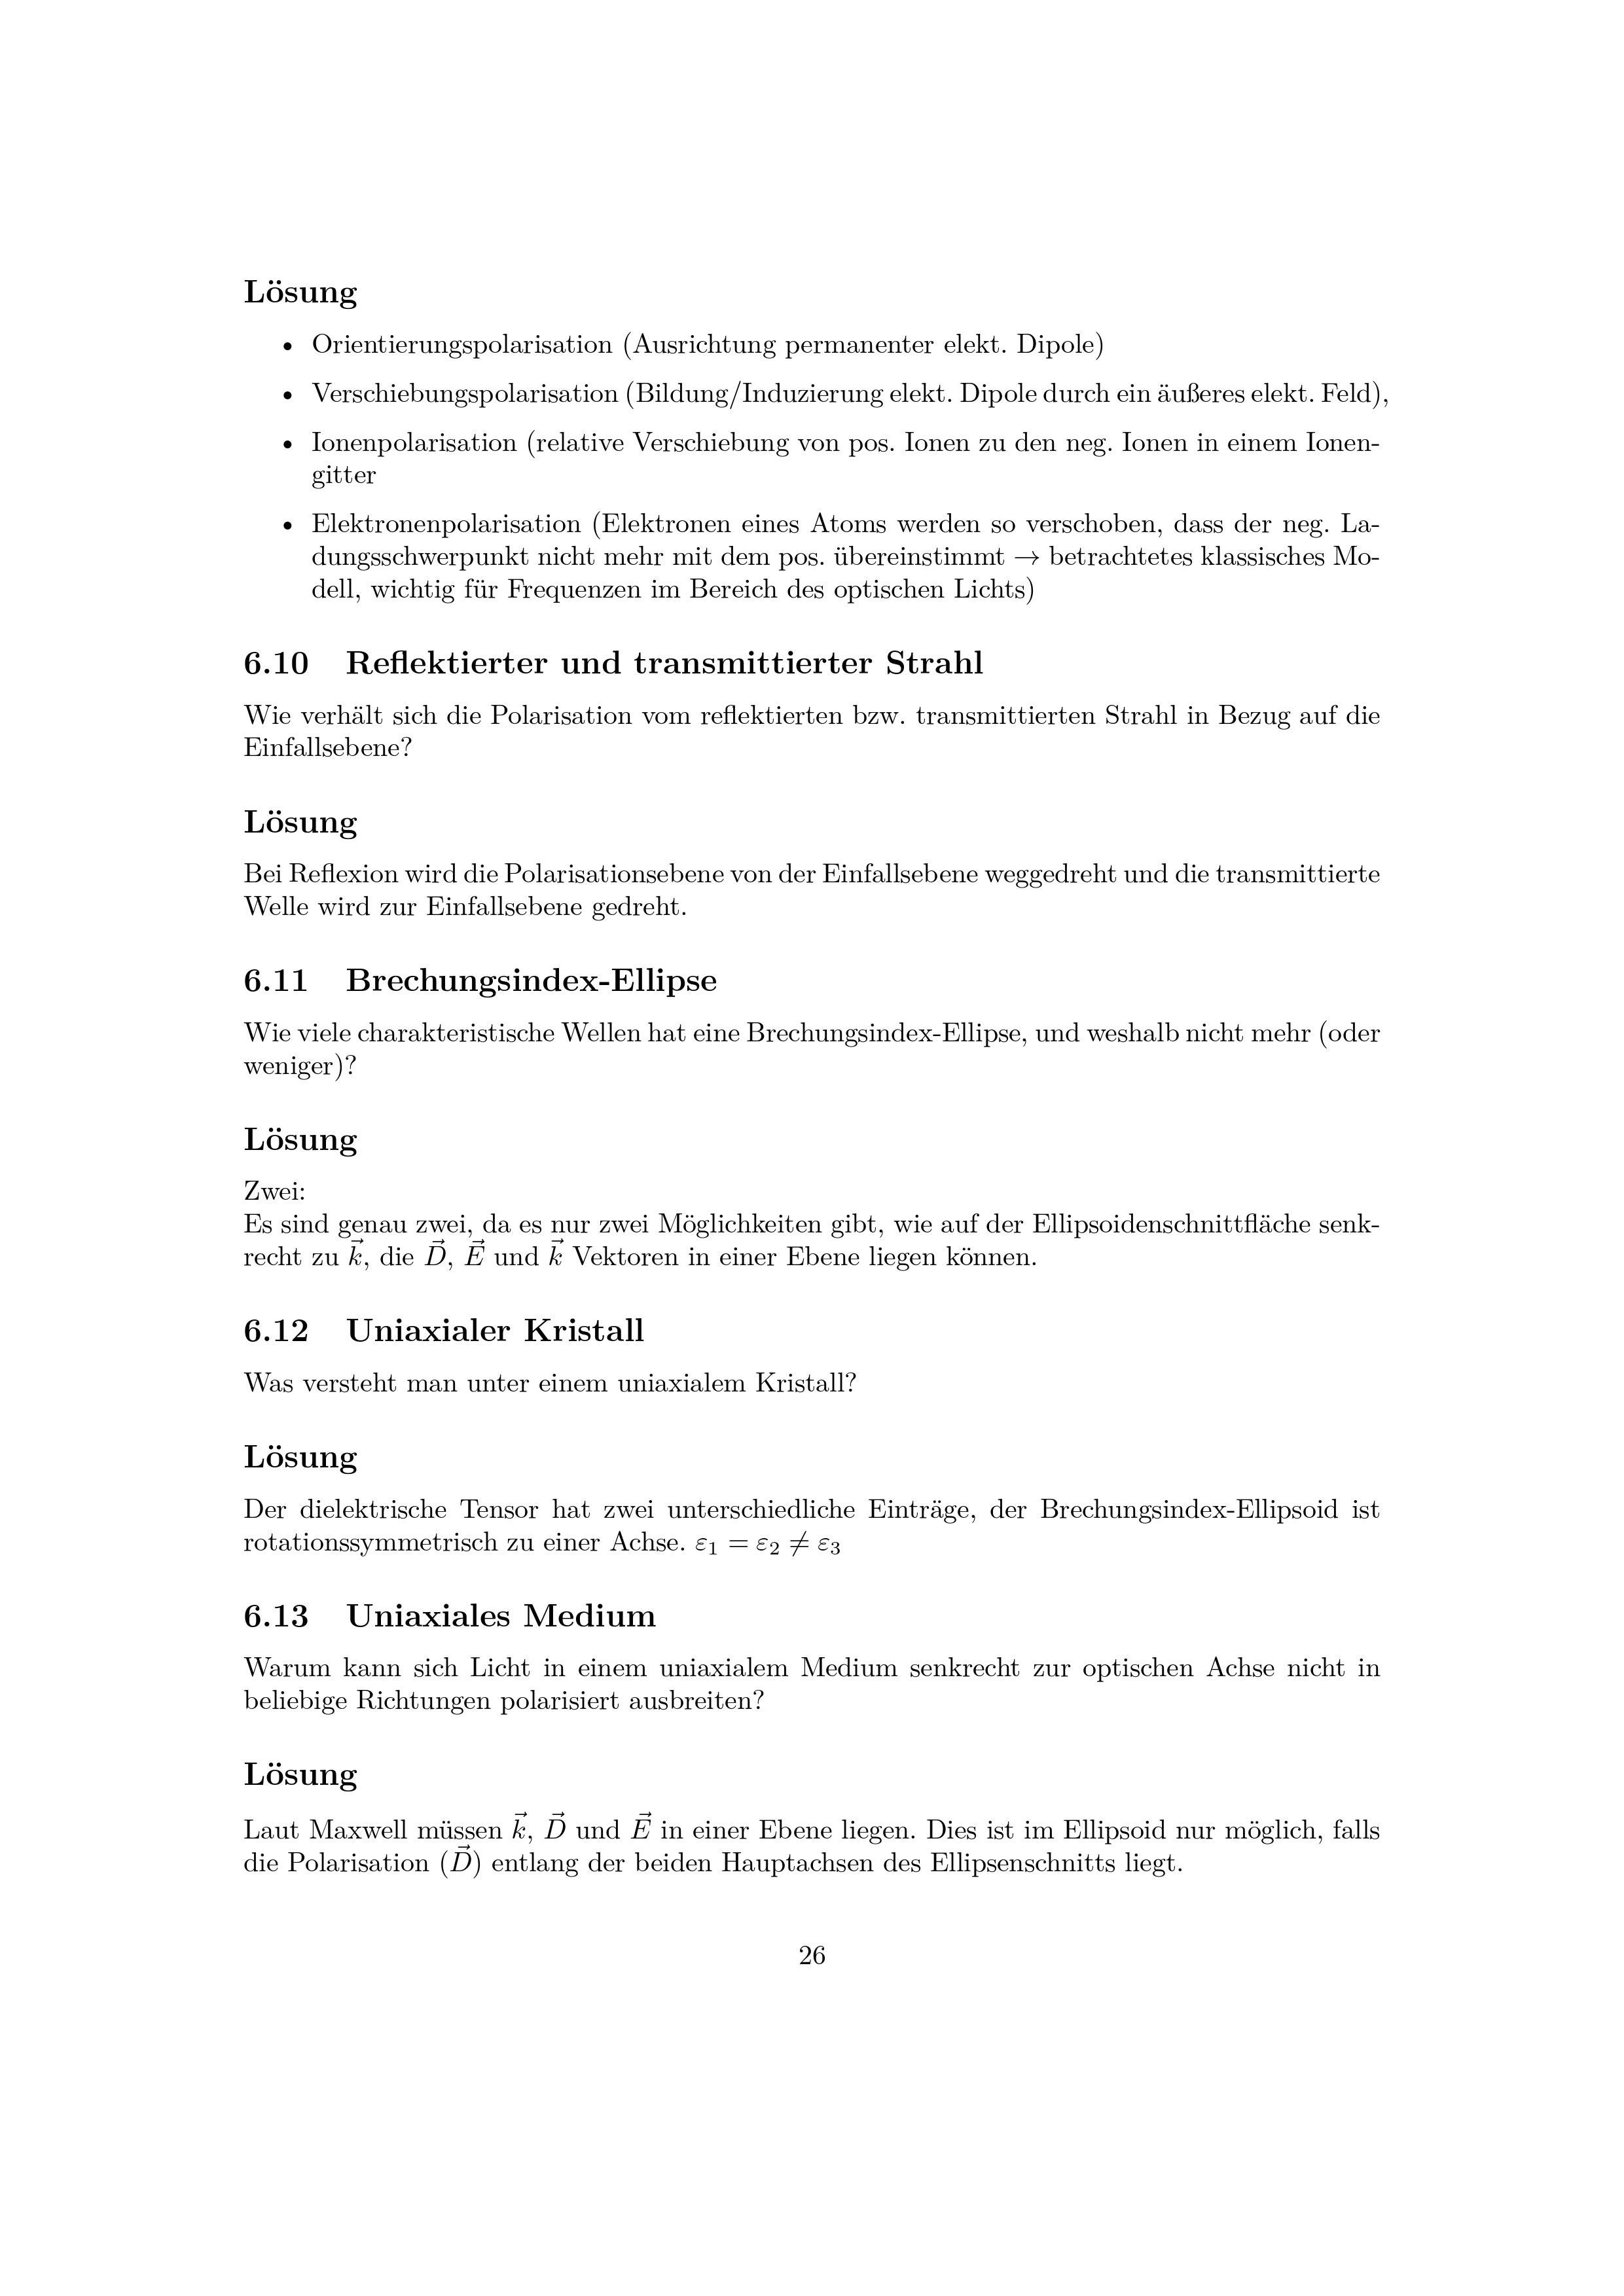 Lösung
• Orientierungspolarisation (Ausrichtung permanenter elekt. Dipole)
• Verschiebungspolarisation (Bildung/Induzierung elekt. Dipole durch ein äußeres elekt. Feld),
• Ionenpolarisation (relative Verschiebung von pos. Ionen zu den neg. Ionen in einem Ionen-
gitter
• Elektronenpolarisation (Elektronen eines Atoms werden so verschoben, dass der neg. La-
dungsschwerpunkt nicht mehr mit dem pos. übereinstimmt → betrachtetes klassisches Mo-
dell, wichtig für Frequenzen im Bereich des optischen Lichts)
6.10 Reflektierter und transmittierter Strahl
Wie verhält sich die Polarisation vom reflektierten bzw. transmittierten Strahl in Bezug auf die
Einfallsebene?
Lösung
Bei Reflexion wird die Polarisationsebene von der Einfallsebene weggedreht und die transmittierte
Welle wird zur Einfallsebene gedreht.
6.11 Brechungsindex-Ellipse
Wie viele charakteristische Wellen hat eine Brechungsindex-Ellipse, und weshalb nicht mehr (oder
weniger)?
Lösung
Zwei:
Es sind genau zwei, da es nur zwei Möglichkeiten gibt, wie auf der Ellipsoidenschnittfläche senk-
recht zu \(\vec{k}\), die \(\vec{D}\), \(\vec{E}\) und \(\vec{k}\) Vektoren in einer Ebene liegen können.
6.12 Uniaxialer Kristall
Was versteht man unter einem uniaxialem Kristall?
Lösung
Der dielektrische Tensor hat zwei unterschiedliche Einträge, der Brechungsindex-Ellipsoid ist
rotationssymmetrisch zu einer Achse. \(\varepsilon_1 = \varepsilon_2 \neq \varepsilon_3\)
6.13 Uniaxiales Medium
Warum kann sich Licht in einem uniaxialem Medium senkrecht zur optischen Achse nicht in
beliebige Richtungen polarisiert ausbreiten?
Lösung
Laut Maxwell müssen \(\vec{k}\), \(\vec{D}\) und \(\vec{E}\) in einer Ebene liegen. Dies ist im Ellipsoid nur möglich, falls
die Polarisation (\(\vec{D}\)) entlang der beiden Hauptachsen des Ellipsenschnitts liegt.
26